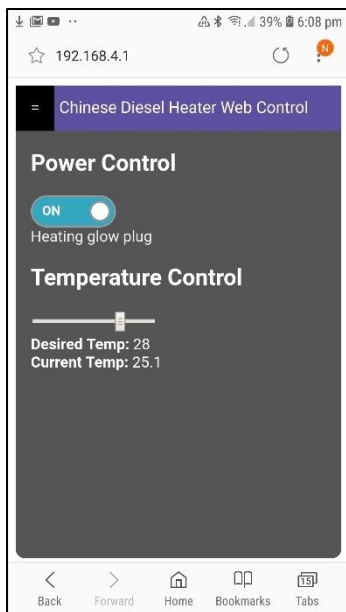 39% 6:08 pm
192.168.4.1
N
= Chinese Diesel Heater Web Control
Power Control
ON
Heating glow plug
Temperature Control
Desired Temp: 28
Current Temp: 25.1
15
Back Forward Home Bookmarks Tabs